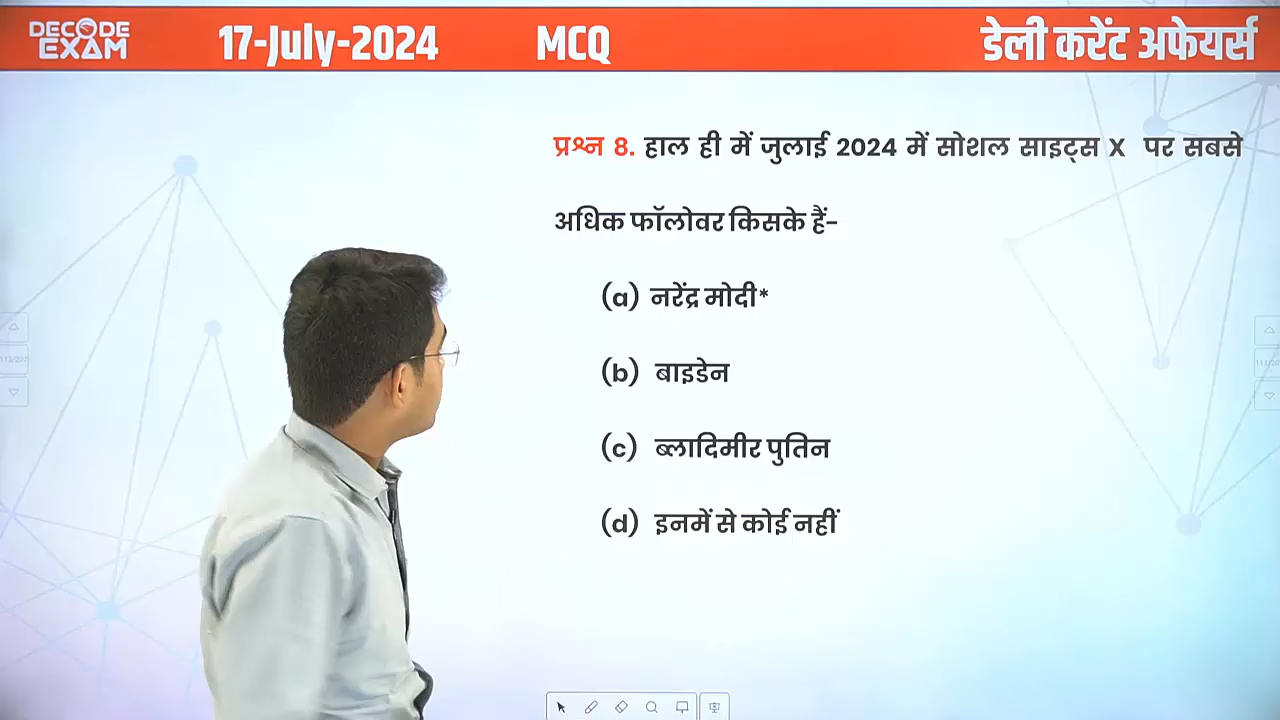 DECODE
EXAM
17-July-2024
MCQ
डेली करेंट अफेयर्स
प्रश्न 8. हाल ही में जुलाई 2024 में सोशल साइट्स X पर सबसे
अधिक फॉलोवर किसके हैं-
(a) नरेंद्र मोदी*
(b) बाइडेन
(c) ब्लादिमीर पुतिन
(d) इनमें से कोई नहीं